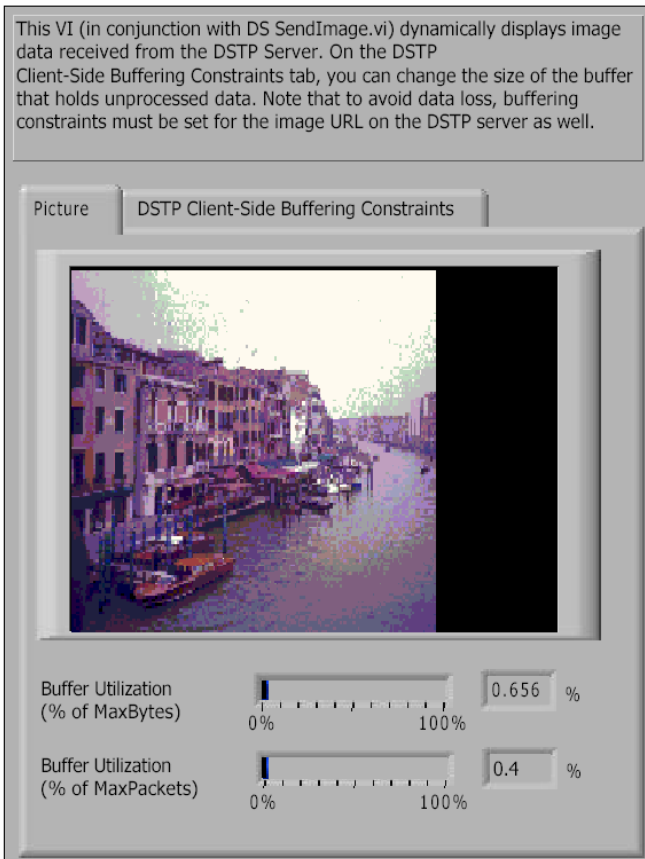 This VI (in conjunction with DS SendImage.vi) dynamically displays image
data received from the DSTP Server. On the DSTP
Client-Side Buffering Constraints tab, you can change the size of the buffer
that holds unprocessed data. Note that to avoid data loss, buffering
constraints must be set for the image URL on the DSTP server as well.
Picture
DSTP Client-Side Buffering Constraints
Buffer Utilization
(% of MaxBytes)
0%
100%
0.656
%
Buffer Utilization
(% of MaxPackets)
0%
100%
0.4
%